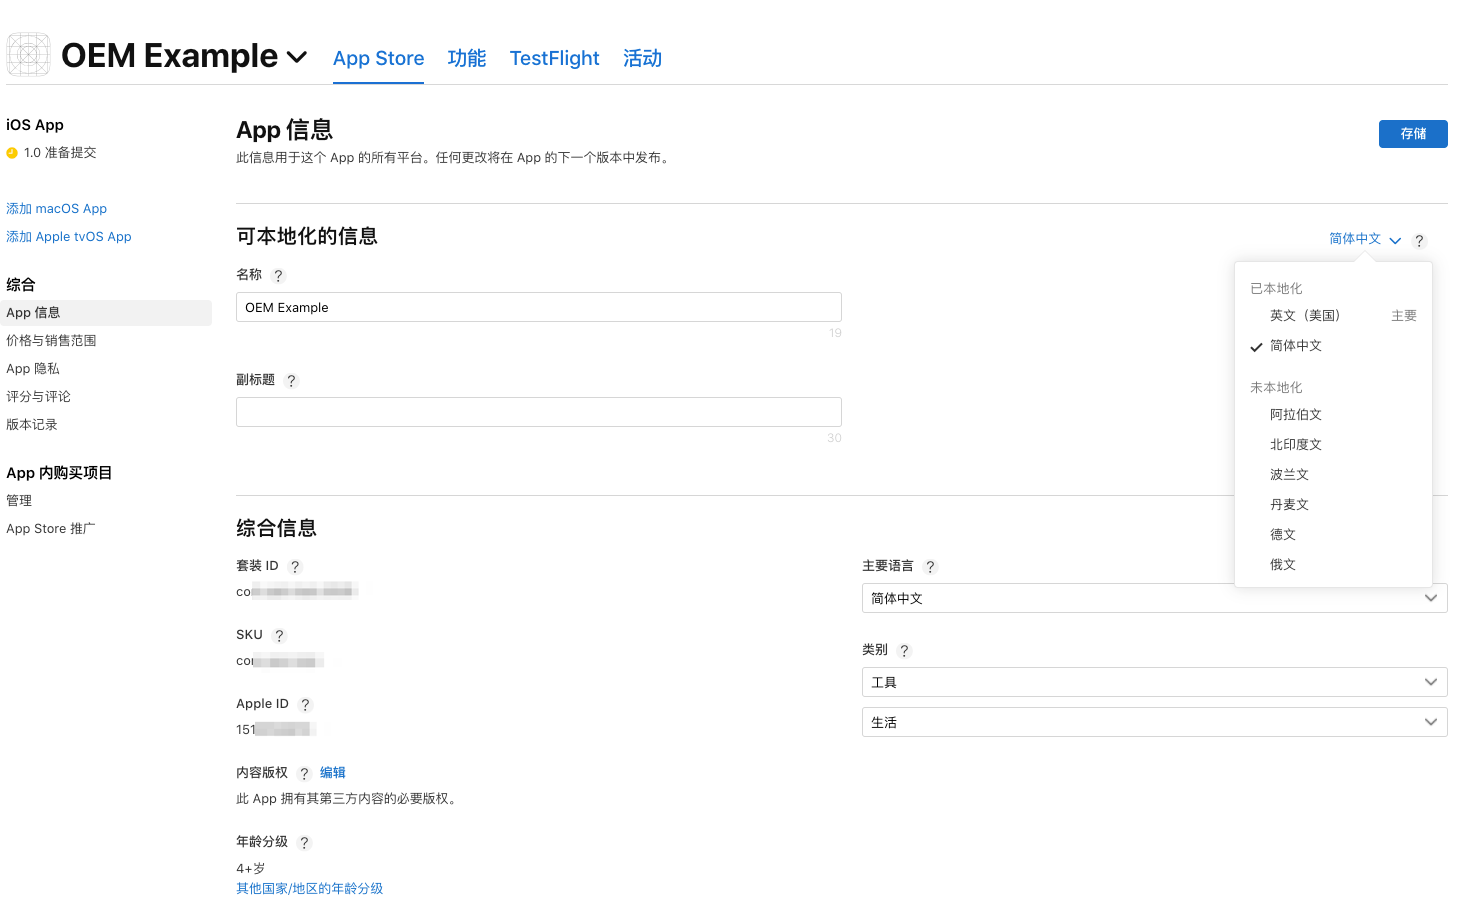 OEM Example
App Store
功能
TestFlight
活动
iOS App
1.0 准备提交
添加 macOS App
添加 Apple tvOS App
综合
App 信息
价格与销售范围
App 隐私
评分与评论
版本记录
App 内购买项目
管理
App Store 推广
App 信息
存储
此信息用于这个 App 的所有平台。任何更改将在 App 的下一个版本中发布。
可本地化的信息
简体中文
?
名称 ?
OEM Example
19
副标题 ?
30
已本地化
英文（美国） 主要
简体中文
未本地化
阿拉伯文
北印度文
波兰文
丹麦文
德文
俄文
综合信息
套装 ID ?
co
SKU ?
co
Apple ID ?
151
内容版权 ? 编辑
此 App 拥有其第三方内容的必要版权。
年龄分级 ?
4+岁
其他国家/地区的年龄分级
主要语言 ?
简体中文
类别 ?
工具
生活